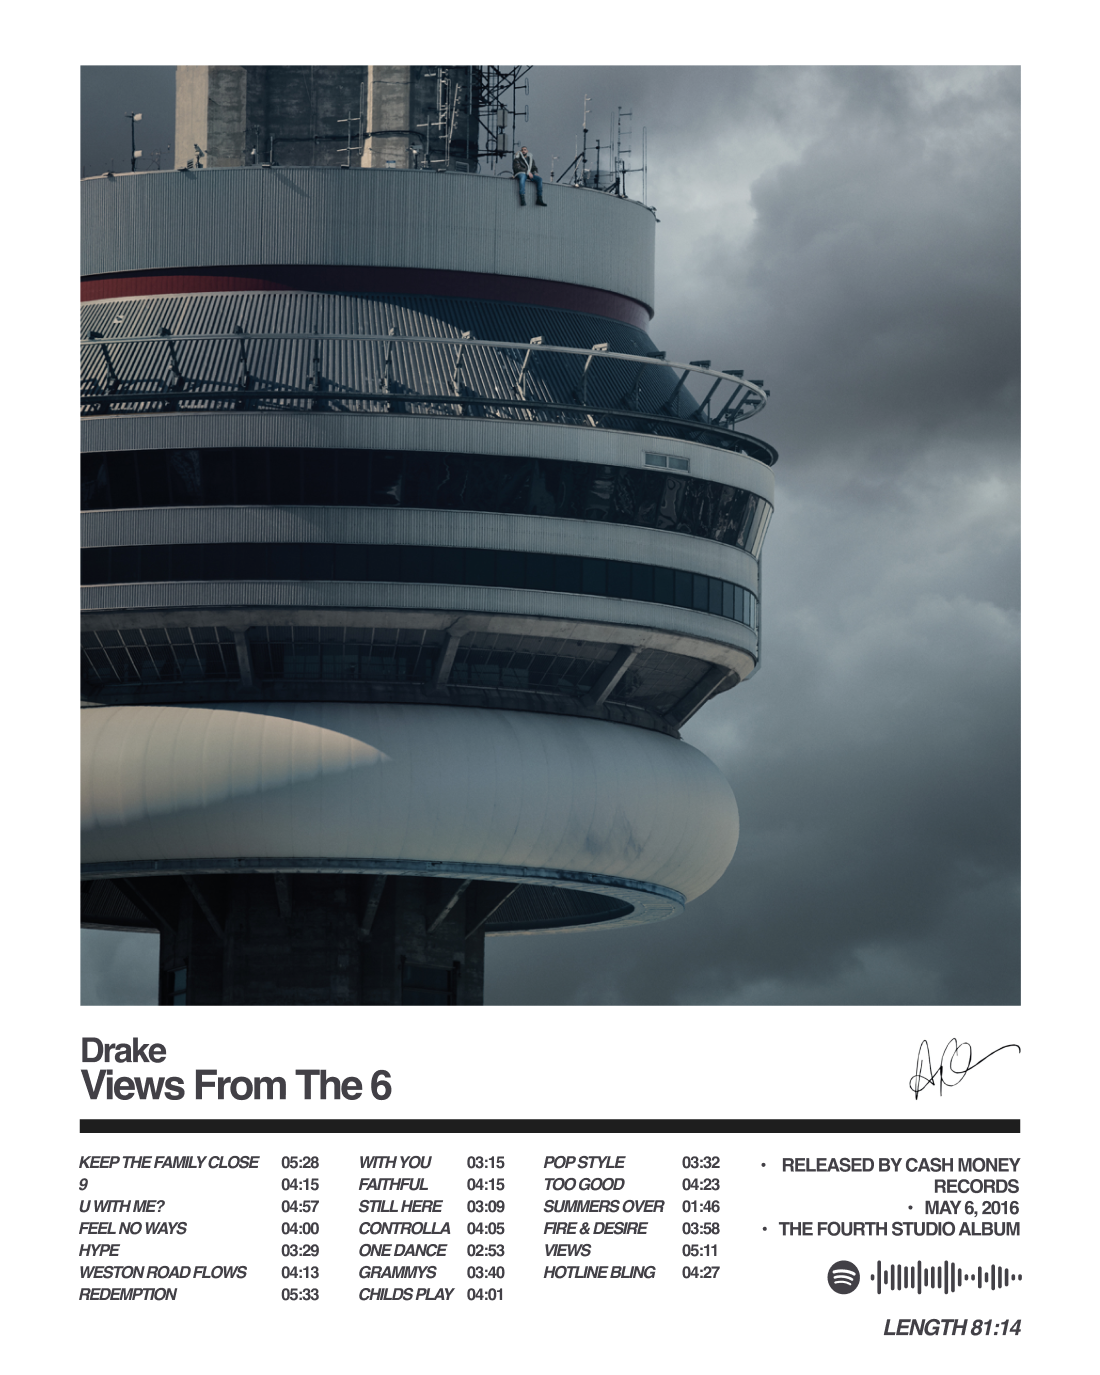 Drake
Views From The 6
KEEP THE FAMILY CLOSE 05:28
9 04:15
U WITH ME? 04:57
FEEL NO WAYS 04:00
HYPE 03:29
WESTON ROAD FLOWS 04:13
REDEMPTION 05:33
WITH YOU 03:15
FAITHFUL 04:15
STILL HERE 03:09
CONTROLLA 04:05
ONE DANCE 02:53
GRAMMYS 03:40
CHILDS PLAY 04:01
POP STYLE 03:32
TOO GOOD 04:23
SUMMERS OVER 01:46
FIRE & DESIRE 03:58
VIEWS 05:11
HOTLINE BLING 04:27
• RELEASED BY CASH MONEY
RECORDS
• MAY 6, 2016
• THE FOURTH STUDIO ALBUM
LENGTH 81:14